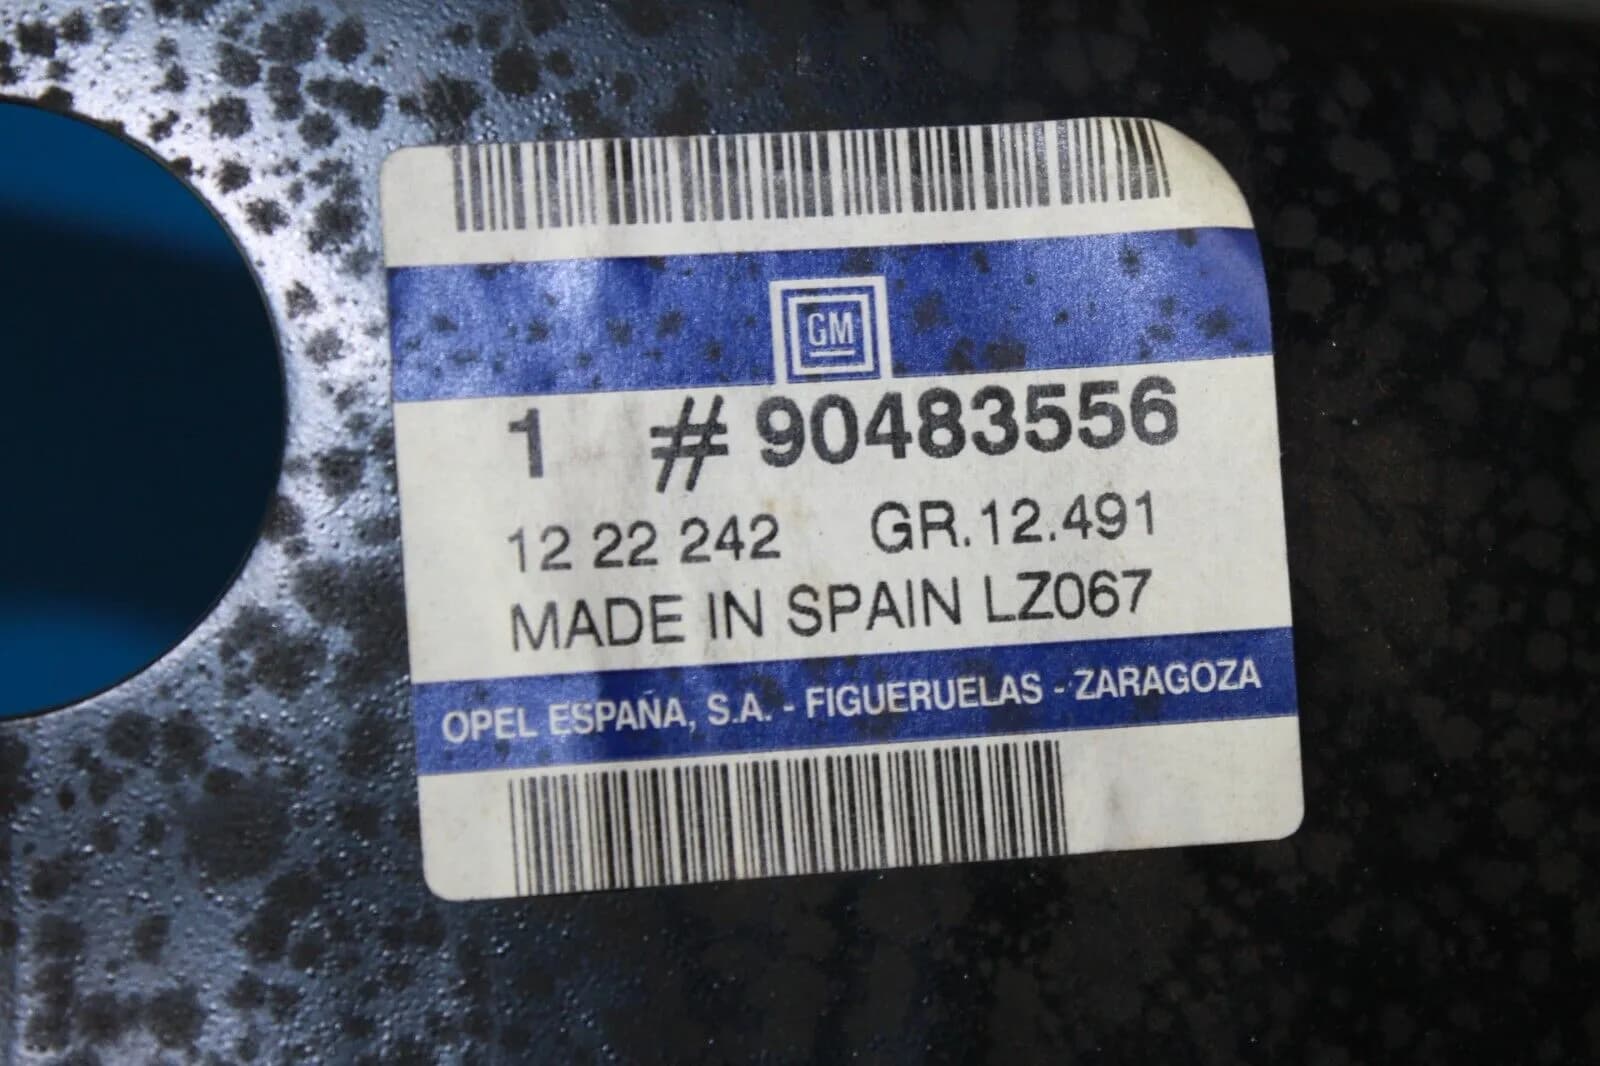 GM
1 #90483556
12 22 242 GR.12.491
MADE IN SPAIN LZ067
OPEL ESPAÑA, S.A. - FIGUERUELAS - ZARAGOZA